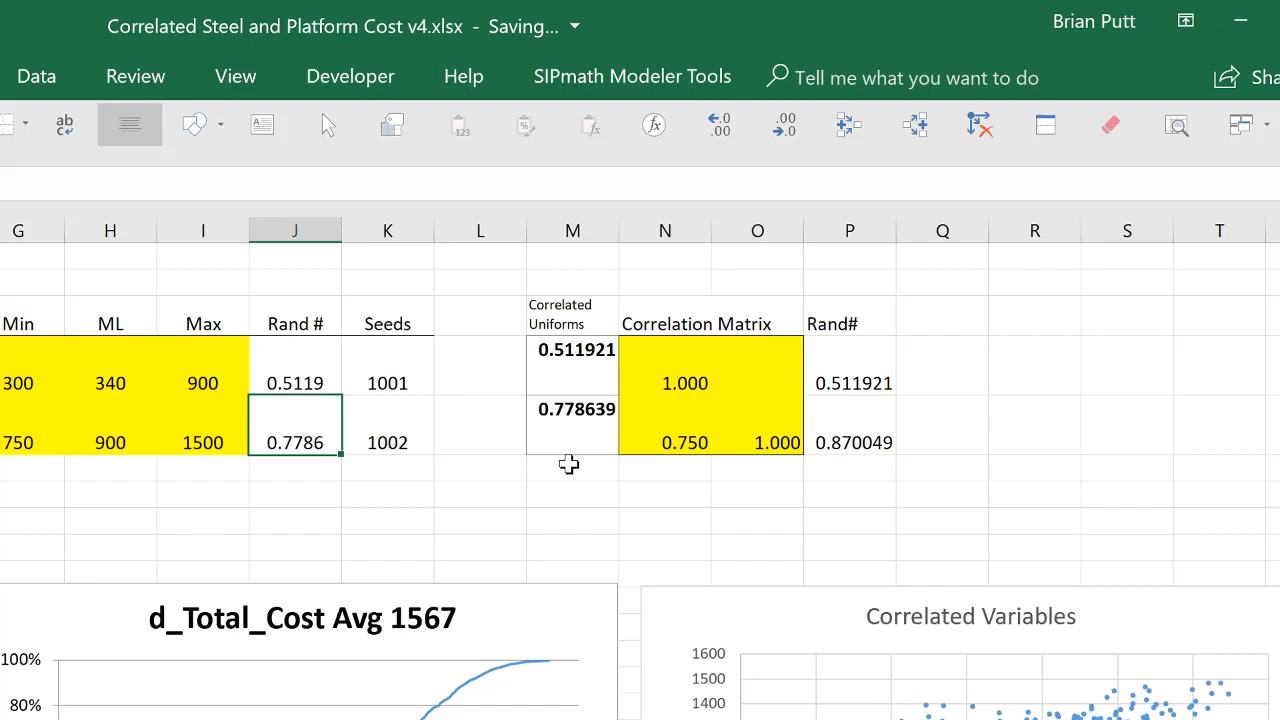 Correlated Steel and Platform Cost v4.xlsx - Saving...
Brian Putt
Data Review View Developer Help SIPmath Modeler Tools Tell me what you want to do Sha
ab
c
A
123
%
fx
fx
←.0
.00
.00
→.0
G H I J K L M N O P Q R S T
Correlated
Uniforms
Min ML Max Rand # Seeds Correlation Matrix Rand#
0.511921
300 340 900 0.5119 1001 1.000 0.511921
0.778639
750 900 1500 0.7786 1002 0.750 1.000 0.870049
d_Total_Cost Avg 1567
100%
80%
Correlated Variables
1600
1500
1400